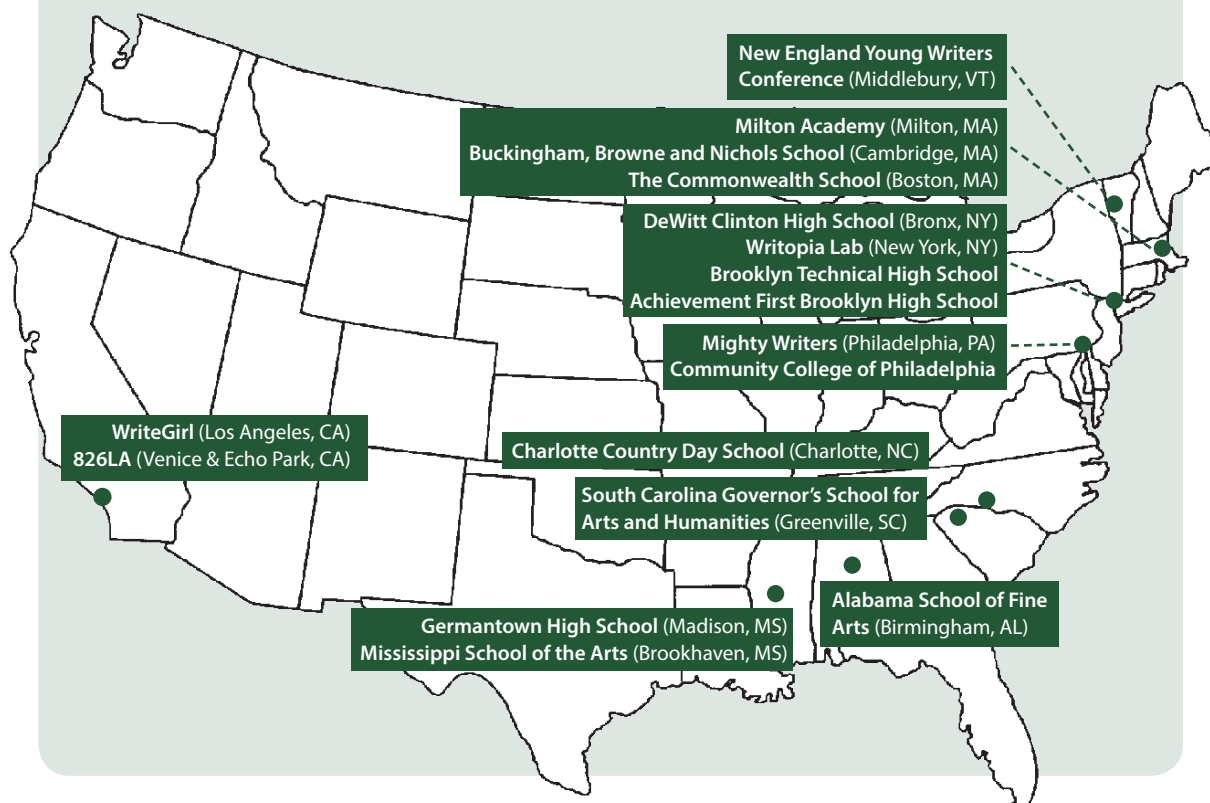 New England Young Writers
Conference (Middlebury, VT)
Milton Academy (Milton, MA)
Buckingham, Browne and Nichols School (Cambridge, MA)
The Commonwealth School (Boston, MA)
DeWitt Clinton High School (Bronx, NY)
Writopia Lab (New York, NY)
Brooklyn Technical High School
Achievement First Brooklyn High School
Mighty Writers (Philadelphia, PA)
Community College of Philadelphia
WriteGirl (Los Angeles, CA)
826LA (Venice & Echo Park, CA)
Charlotte Country Day School (Charlotte, NC)
South Carolina Governor’s School for
Arts and Humanities (Greenville, SC)
Alabama School of Fine
Arts (Birmingham, AL)
Germantown High School (Madison, MS)
Mississippi School of the Arts (Brookhaven, MS)